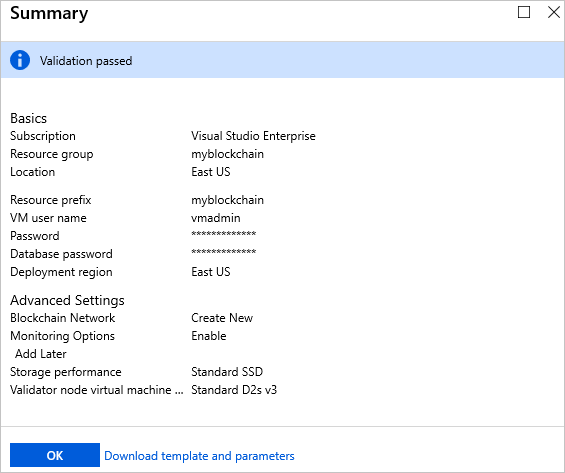 Summary
Validation passed
Basics
Subscription Visual Studio Enterprise
Resource group myblockchain
Location East US
Resource prefix myblockchain
VM user name vmadmin
Password *************
Database password *************
Deployment region East US
Advanced Settings
Blockchain Network Create New
Monitoring Options Enable
Add Later
Storage performance Standard SSD
Validator node virtual machine ... Standard D2s v3
OK Download template and parameters